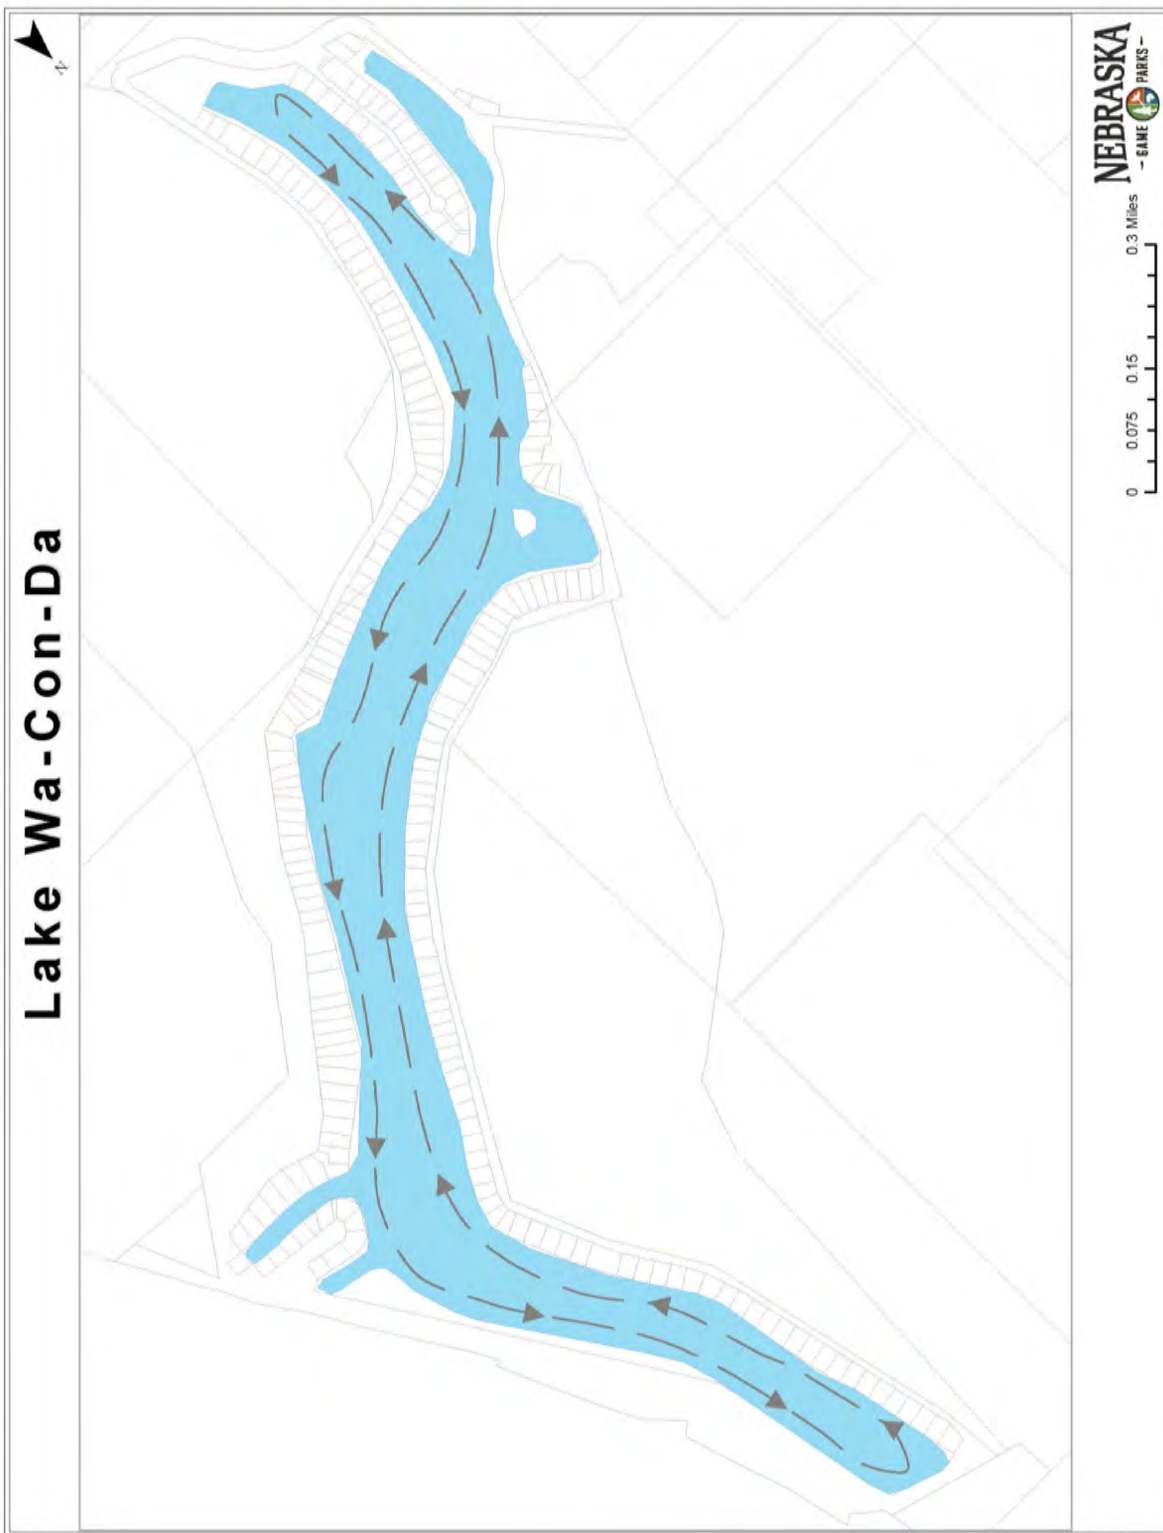 Lake Wa-Con-Da
N
NEBRASKA
- GAME PARKS -
0 0.075 0.15 0.3 Miles